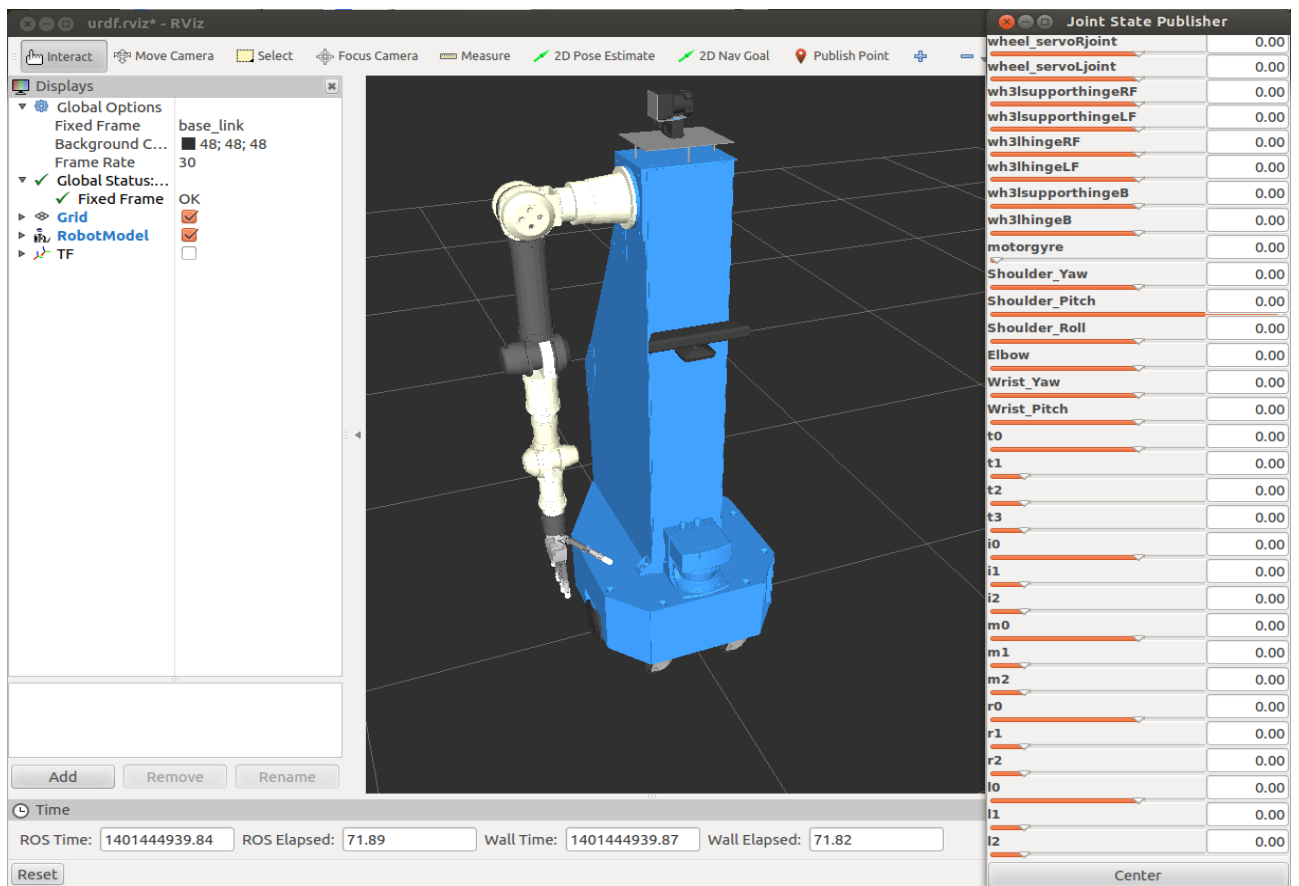 urdf.rviz* - RViz
Interact Move Camera Select Focus Camera Measure 2D Pose Estimate 2D Nav Goal Publish Point
Displays
Global Options
Fixed Frame base_link
Background C... 48; 48; 48
Frame Rate 30
Global Status:...
Fixed Frame OK
Grid
RobotModel
TF
Add Remove Rename
Time
ROS Time: 1401444939.84 ROS Elapsed: 71.89 Wall Time: 1401444939.87 Wall Elapsed: 71.82
Reset
Joint State Publisher
wheel_servoRjoint 0.00
wheel_servoLjoint 0.00
wh3lsupporthingeRF 0.00
wh3lsupporthingeLF 0.00
wh3lhingeRF 0.00
wh3lhingeLF 0.00
wh3lsupporthingeB 0.00
wh3lhingeB 0.00
motorgyre 0.00
Shoulder_Yaw 0.00
Shoulder_Pitch 0.00
Shoulder_Roll 0.00
Elbow 0.00
Wrist_Yaw 0.00
Wrist_Pitch 0.00
t0 0.00
t1 0.00
t2 0.00
t3 0.00
i0 0.00
i1 0.00
i2 0.00
m0 0.00
m1 0.00
m2 0.00
r0 0.00
r1 0.00
r2 0.00
l0 0.00
l1 0.00
l2 0.00
Center